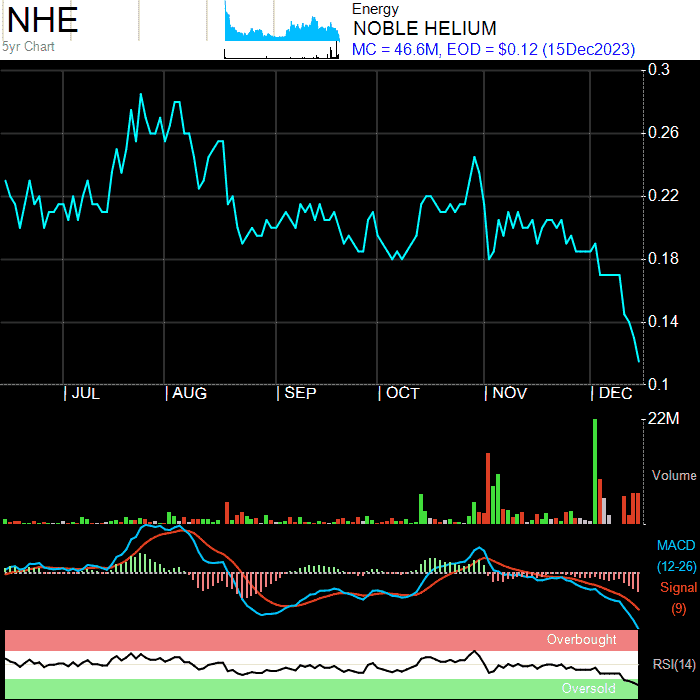 NHE
5yr Chart
Energy
NOBLE HELIUM
MC = 46.6M, EOD = $0.12 (15Dec2023)
0.3
0.26
0.22
0.18
0.14
0.1
| JUL | AUG | SEP | OCT | NOV | DEC
22M
Volume
MACD
(12-26)
Signal
(9)
Overbought
RSI(14)
Oversold